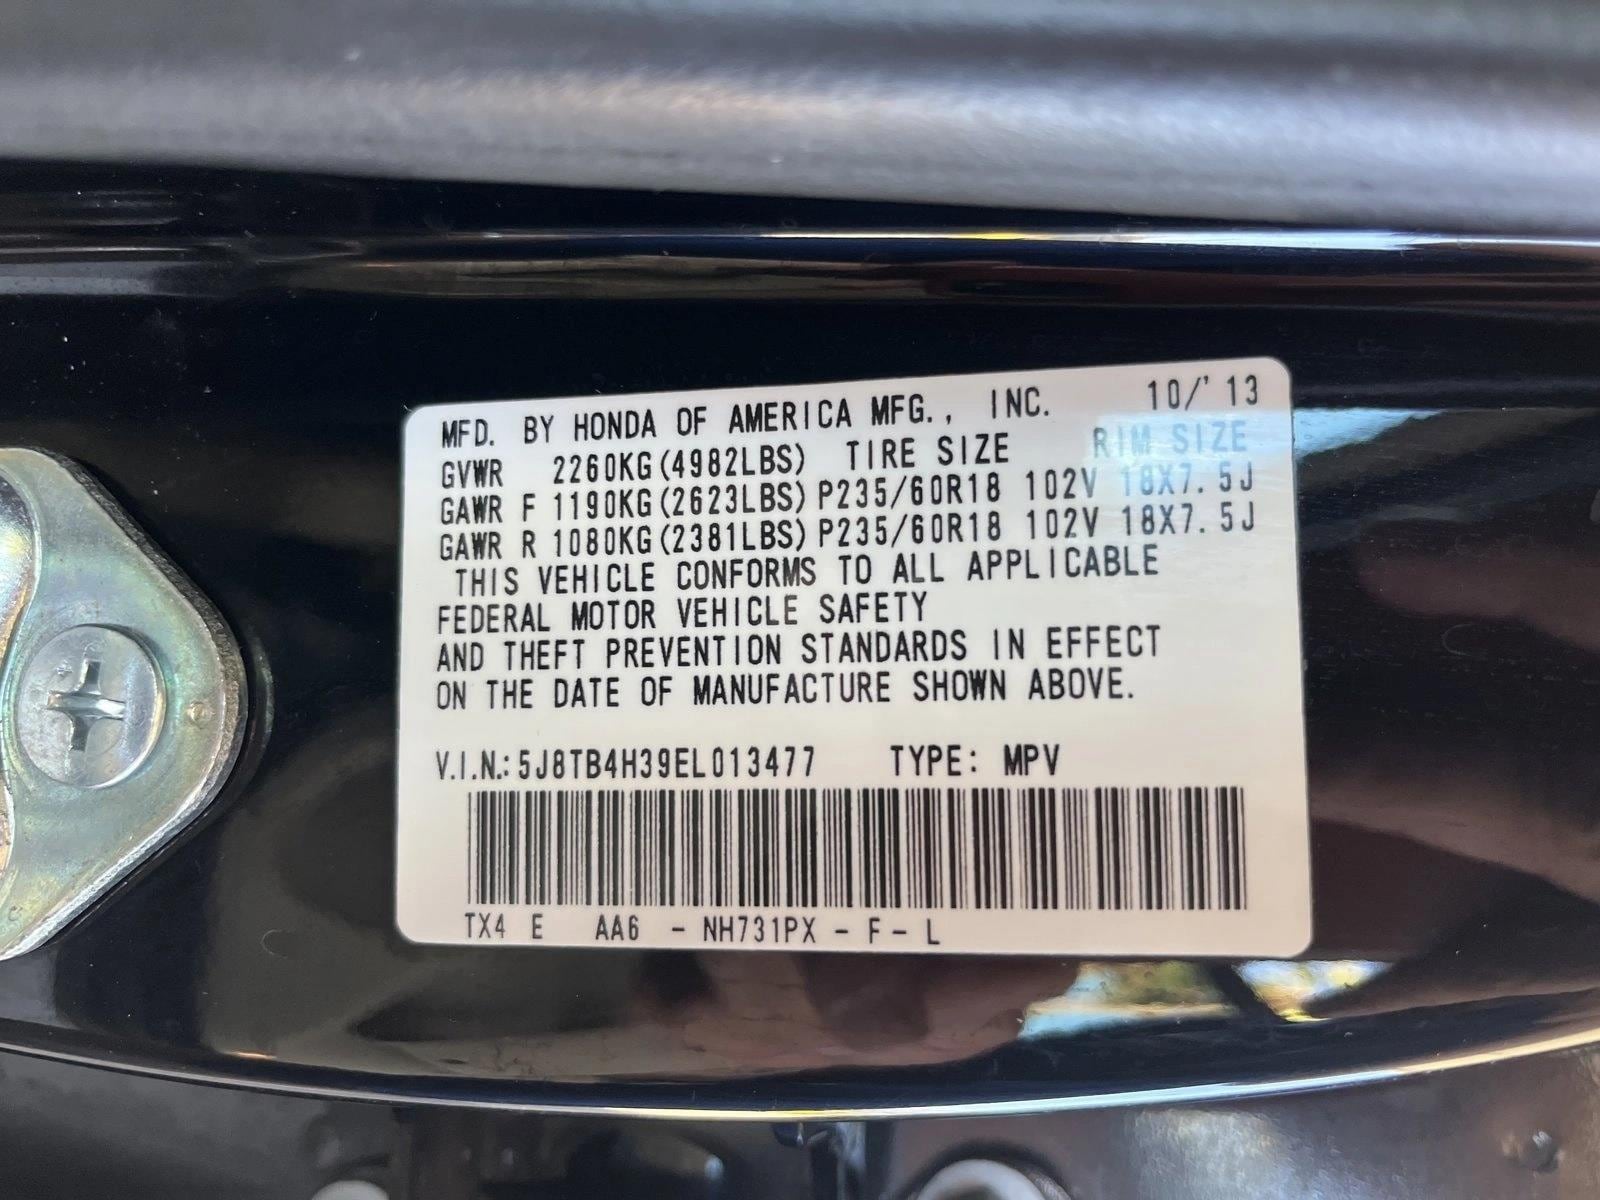 MFD. BY HONDA OF AMERICA MFG., INC. 10/'13
GVWR 2260KG(4982LBS) TIRE SIZE RIM SIZE
GAWR F 1190KG(2623LBS) P235/60R18 102V 18X7.5J
GAWR R 1080KG(2381LBS) P235/60R18 102V 18X7.5J
THIS VEHICLE CONFORMS TO ALL APPLICABLE
FEDERAL MOTOR VEHICLE SAFETY
AND THEFT PREVENTION STANDARDS IN EFFECT
ON THE DATE OF MANUFACTURE SHOWN ABOVE.
V.I.N.: 5J8TB4H39EL013477 TYPE: MPV
TX4 E AA6 - NH731PX - F - L